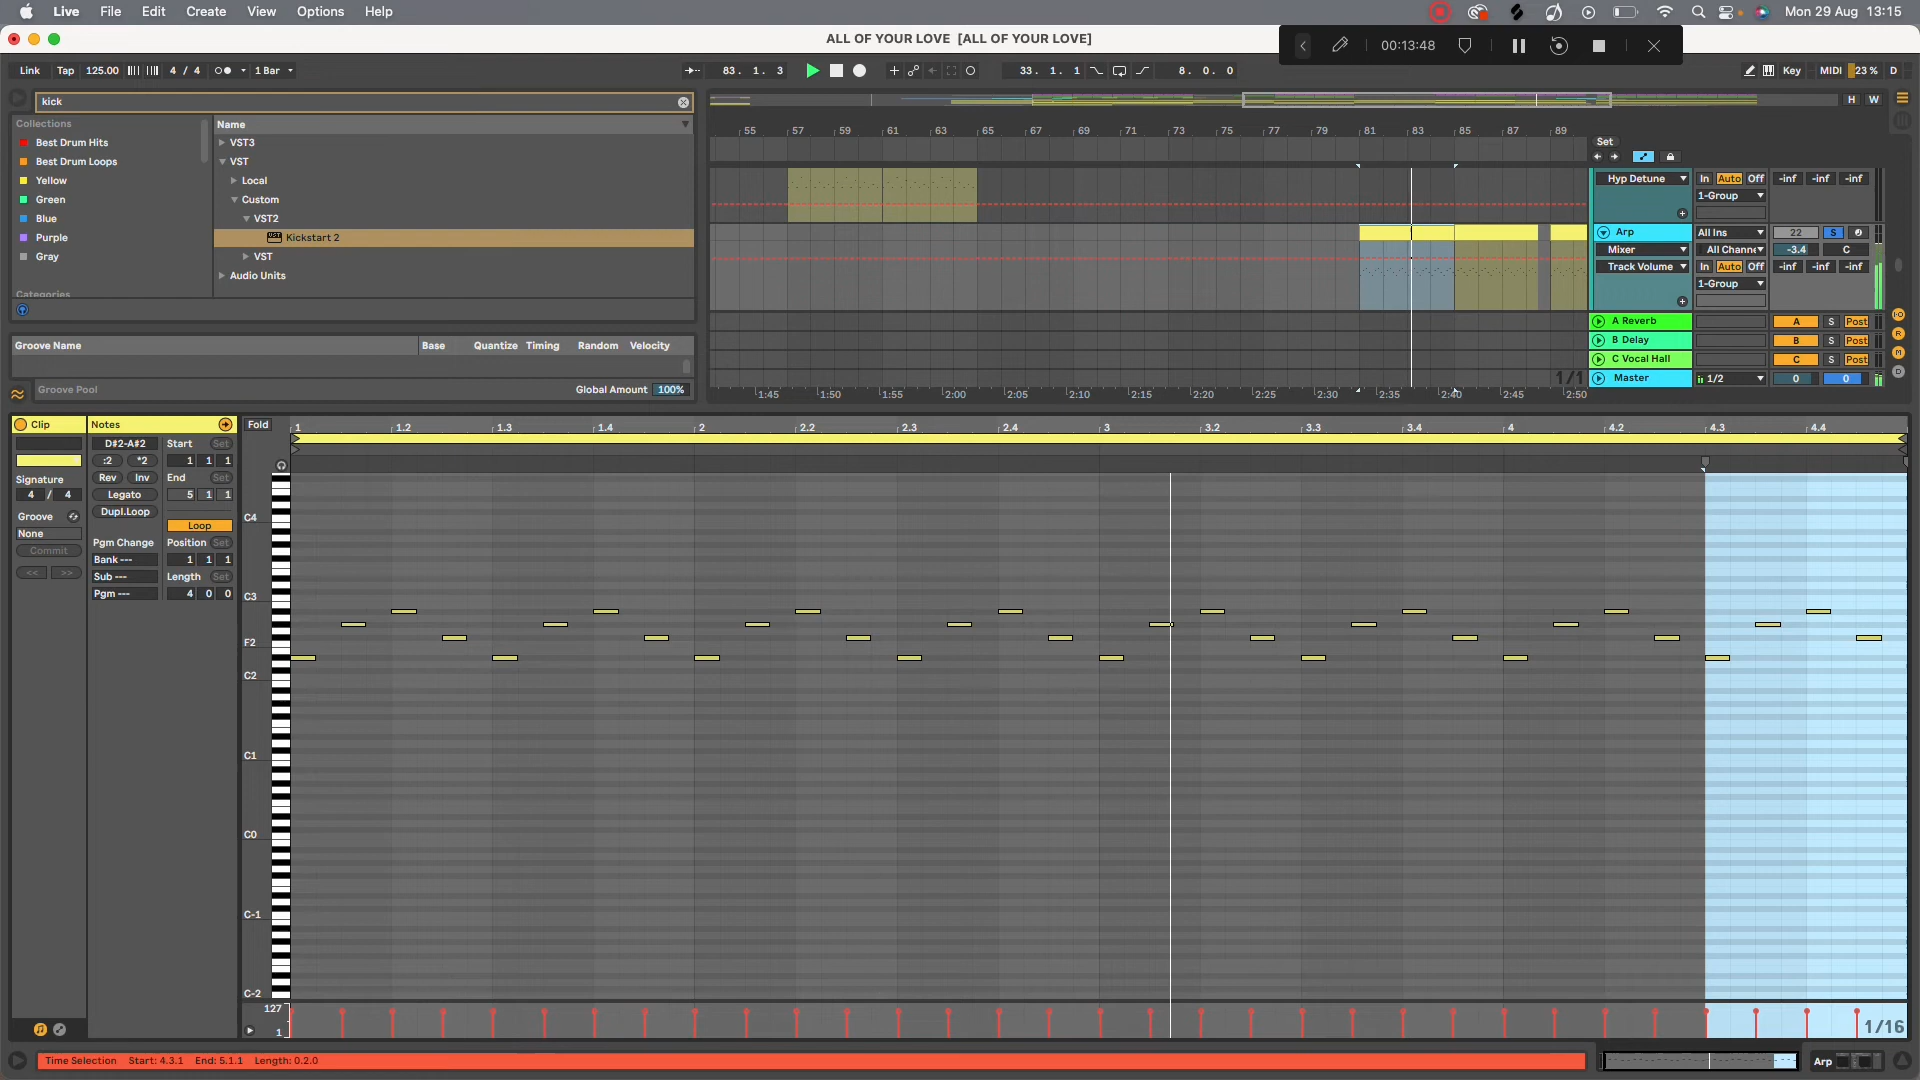 Live File Edit Create View Options Help Mon 29 Aug 13:15
ALL OF YOUR LOVE [ALL OF YOUR LOVE]
00:13:48
Link Tap 125.00 4 / 4 1 Bar 83. 1. 3 33. 1. 1 8. 0. 0 Key MIDI 23 % D
kick
H W
Collections
Name
Best Drum Hits
VST3
Best Drum Loops
VST
Yellow
Local
Green
Custom
Blue
VST2
Purple
Kickstart 2
Gray
VST
Audio Units
Categories
55 57 59 61 63 65 67 69 71 73 75 77 79 81 83 85 87 89
Set
Hyp Detune In Auto Off -inf -inf -inf
1-Group
Arp All Ins 22 S
Mixer All Channe -3.4 C
Track Volume In Auto Off -inf -inf -inf
1-Group
A Reverb A S Post
B Delay B S Post
C Vocal Hall C S Post
Master 1/2 0 0
1/1
1:45 1:50 1:55 2:00 2:05 2:10 2:15 2:20 2:25 2:30 2:35 2:40 2:45 2:50
Groove Name Base Quantize Timing Random Velocity
Groove Pool Global Amount 100%
Clip Notes Fold 1 1.2 1.3 1.4 2 2.2 2.3 2.4 3 3.2 3.3 3.4 4 4.2 4.3 4.4
D#2-A#2 Start Set
:2 *2 1 1 1
Rev Inv End Set
Signature
4 / 4 Legato 5 1 1
Dupl.Loop
Groove
Loop
None
Pgm Change Position Set
Commit
Bank --- 1 1 1
<< >>
Sub --- Length Set
Pgm --- 4 0 0
C4
C3
F2
C2
C1
C0
C-1
C-2
127
1
1/16
Time Selection Start: 4.3.1 End: 5.1.1 Length: 0.2.0
Arp